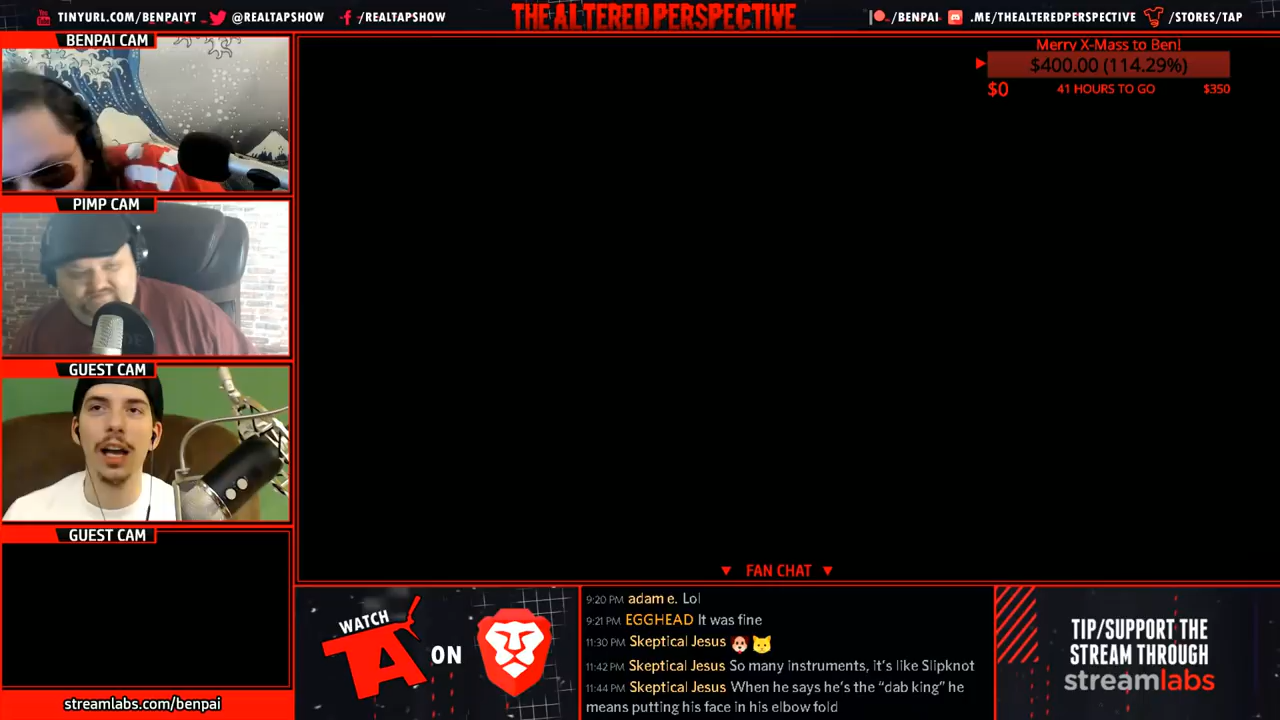 TINYURL.COM/BENPAIYT
@REALTAPSHOW
/REALTAPSHOW
THE ALTERED PERSPECTIVE
/BENPAI
.ME/THEALTEREDPERSPECTIVE
/STORES/TAP
BENPAI CAM
Merry X-Mass to Ben!
$400.00 (114.29%)
$0
41 HOURS TO GO
$350
PIMP CAM
GUEST CAM
GUEST CAM
streamlabs.com/benpai
▼ FAN CHAT ▼
WATCH
TA ON
9:20 PM adam e. Lol
9:21 PM EGGHEAD It was fine
11:30 PM Skeptical Jesus 🐶 🐱
11:42 PM Skeptical Jesus So many instruments, it's like Slipknot
11:44 PM Skeptical Jesus When he says he's the “dab king” he
means putting his face in his elbow fold
TIP/SUPPORT THE
STREAM THROUGH
streamlabs